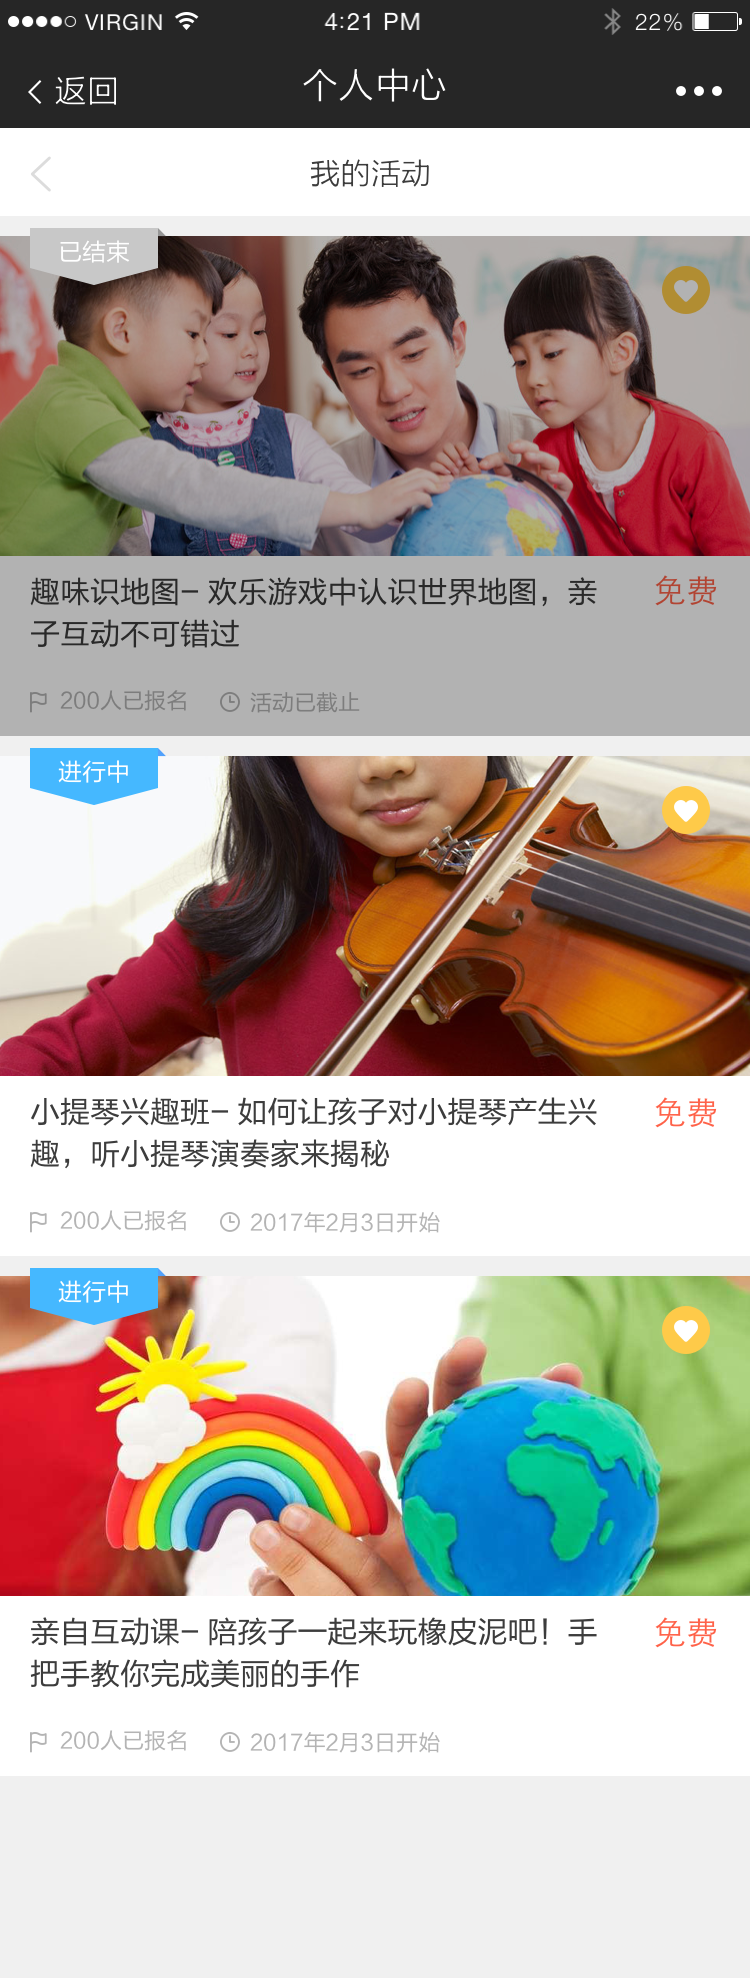 VIRGIN 4:21 PM 22%
返回 个人中心
我的活动
已结束
趣味识地图- 欢乐游戏中认识世界地图，亲 免费
子互动不可错过
200人已报名 活动已截止
进行中
小提琴兴趣班- 如何让孩子对小提琴产生兴 免费
趣，听小提琴演奏家来揭秘
200人已报名 2017年2月3日开始
进行中
亲自互动课- 陪孩子一起来玩橡皮泥吧！手 免费
把手教你完成美丽的手作
200人已报名 2017年2月3日开始